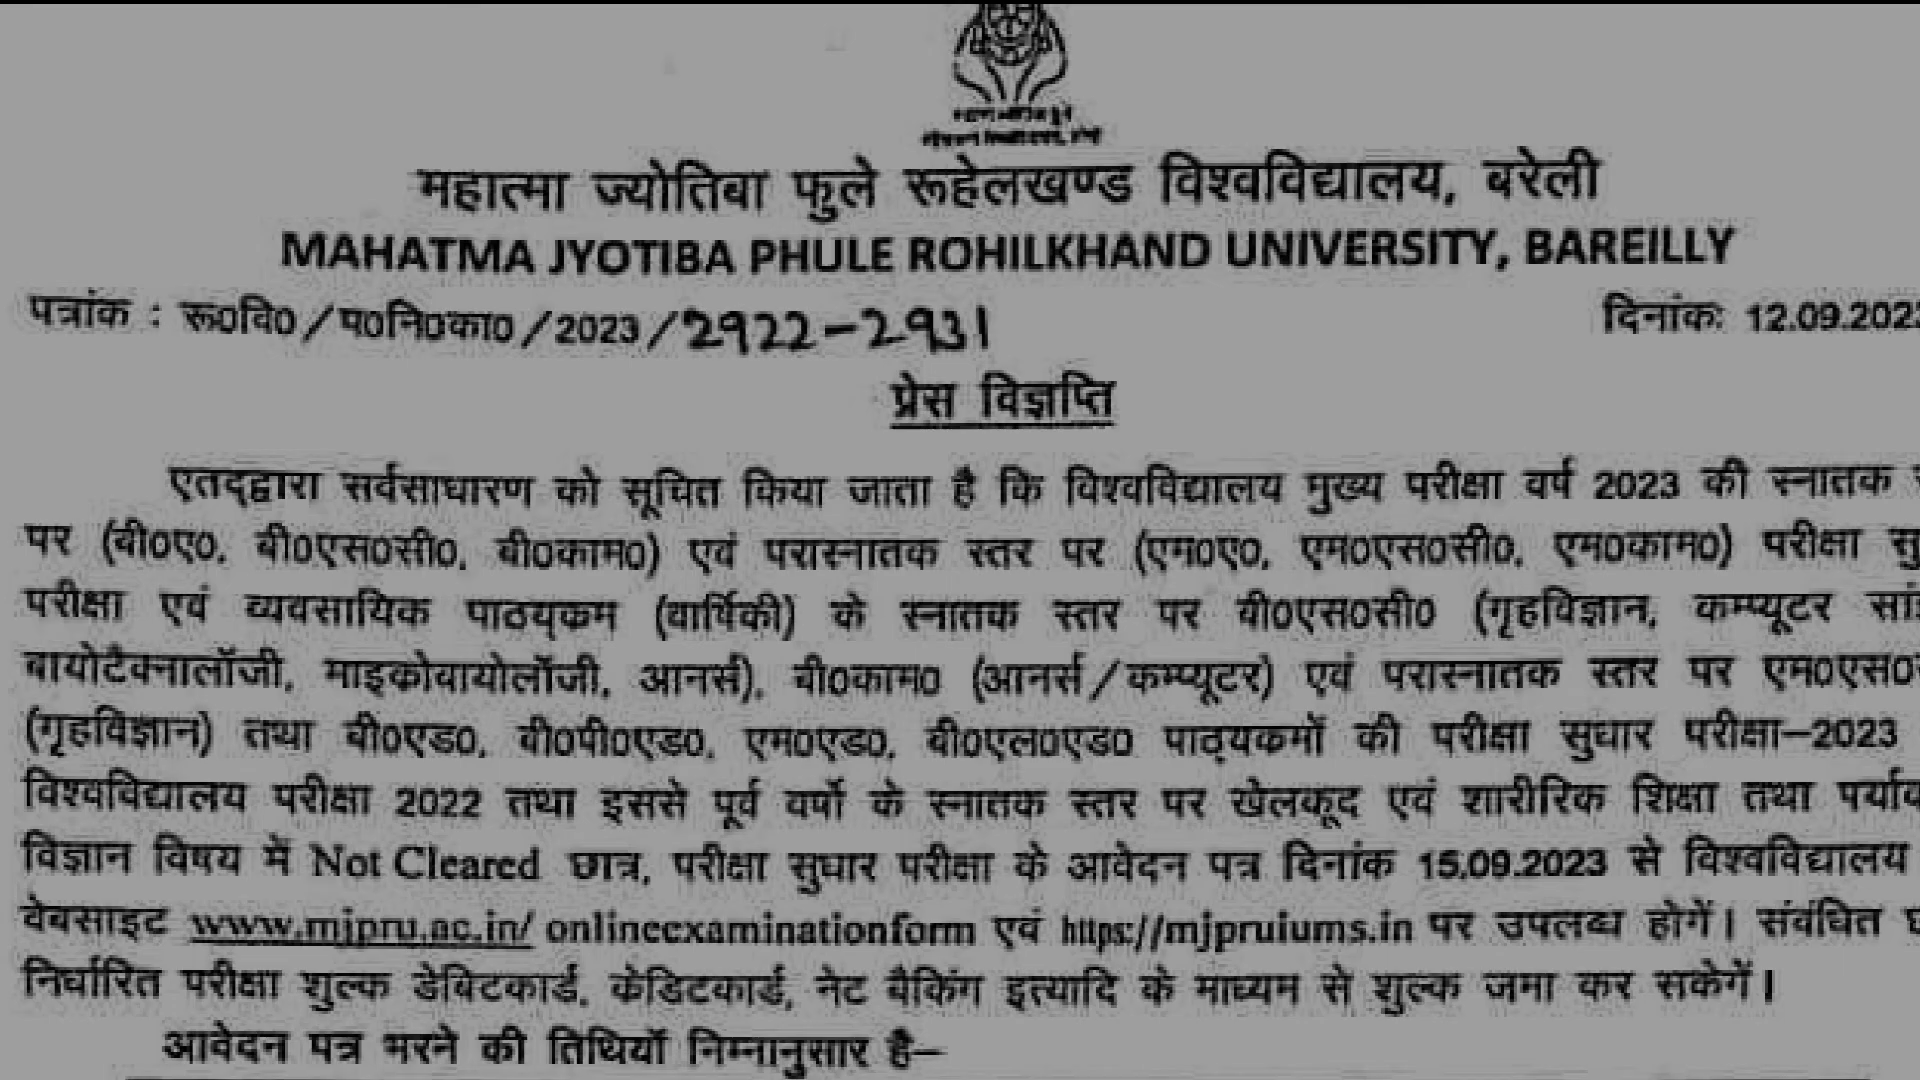 महात्मा ज्योतिबा फुले रूहेलखण्ड विश्वविद्यालय, बरेली
MAHATMA JYOTIBA PHULE ROHILKHAND UNIVERSITY, BAREILLY
पत्रांक : रू0वि0/प0नि0का0/2023/2922-2931 दिनांकः 12.09.2023
प्रेस विज्ञप्ति
एतद्द्वारा सर्वसाधारण को सूचित किया जाता है कि विश्वविद्यालय मुख्य परीक्षा वर्ष 2023 की स्नातक
पर (बी0ए0, बी0एस0सी0, बी0काम0) एवं परास्नातक स्तर पर (एम0ए0, एम0एस0सी0, एम0काम0) परीक्षा सु
परीक्षा एवं व्यवसायिक पाठय्कम (वार्षिकी) के स्नातक स्तर पर बी0एस0सी0 (गृहविज्ञान, कम्प्यूटर
बायोटैक्नालॉजी, माइकोबायोलॉजी, आनर्स), बी0काम0 (आनर्स/कम्प्यूटर) एवं परास्नातक स्तर पर एम0एस0
(गृहविज्ञान) तथा बी0एड0, बी0पी0एड0, एम0एड0, बी0एल0एड0 पाठ्यकमों की परीक्षा सुधार परीक्षा–2023
विश्वविद्यालय परीक्षा 2022 तथा इससे पूर्व वर्षो के स्नातक स्तर पर खेलकूद एवं शारीरिक शिक्षा तथा पर्याव
विज्ञान विषय में Not Cleared छात्र, परीक्षा सुधार परीक्षा के आवेदन पत्र दिनांक 15.09.2023 से विश्वविद्यालय
वेबसाइट www.mjpru.ac.in/ onlineexaminationform एवं https://mjpruiums.in पर उपलब्ध होगें। संबंधित
निर्धारित परीक्षा शुल्क डेबिटकार्ड, केडिटकार्ड, नेट बैकिंग इत्यादि के माध्यम से शुल्क जमा कर सकेगें।
आवेदन पत्र भरने की तिथियॉ निम्नानुसार है–